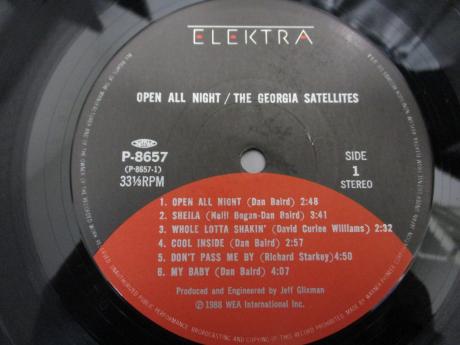 ELEKTRA
OPEN ALL NIGHT / THE GEORGIA SATELLITES
P-8657
(P-8657-1)
33⅓RPM
SIDE
1
STEREO
1. OPEN ALL NIGHT (Dan Baird) 2:48
2. SHEILA (Neill Bogan-Dan Baird) 3:41
3. WHOLE LOTTA SHAKIN' (David Curlee Williams) 2:32
4. COOL INSIDE (Dan Baird) 2:57
5. DON'T PASS ME BY (Richard Starkey) 4:50
6. MY BABY (Dan Baird) 4:07
Produced and Engineered by Jeff Glixman
Ⓟ1988 WEA International Inc.